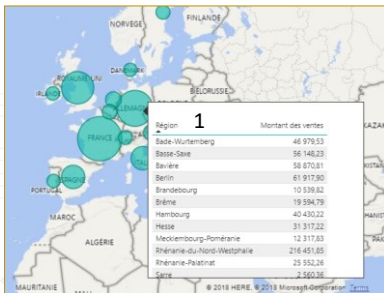 NORVÈGE
FINLANDE
DANEMARK
ROYAUME-UNI
IRLANDE
BIÉLORUSSIE
ALLEMAGNE
FRANCE
ITAL
ESPAGNE
PORTUGAL
MAROC
ALGÉRIE
MAURITANIE
KAZA
1
Région Montant des ventes
Bade-Wurtemberg 46 979,53
Basse-Saxe 56 148,23
Bavière 58 870,81
Berlin 61 917,90
Brandebourg 10 539,82
Brême 19 594,79
Hambourg 40 430,22
Hesse 31 317,22
Mecklembourg-Poméranie 12 317,83
Rhénanie-du-Nord-Westphalie 216 451,85
Rhénanie-Palatinat 25 552,26
Sarre 2 560,36
© 2018 HERE, © 2018 Microsoft Corporation Terms